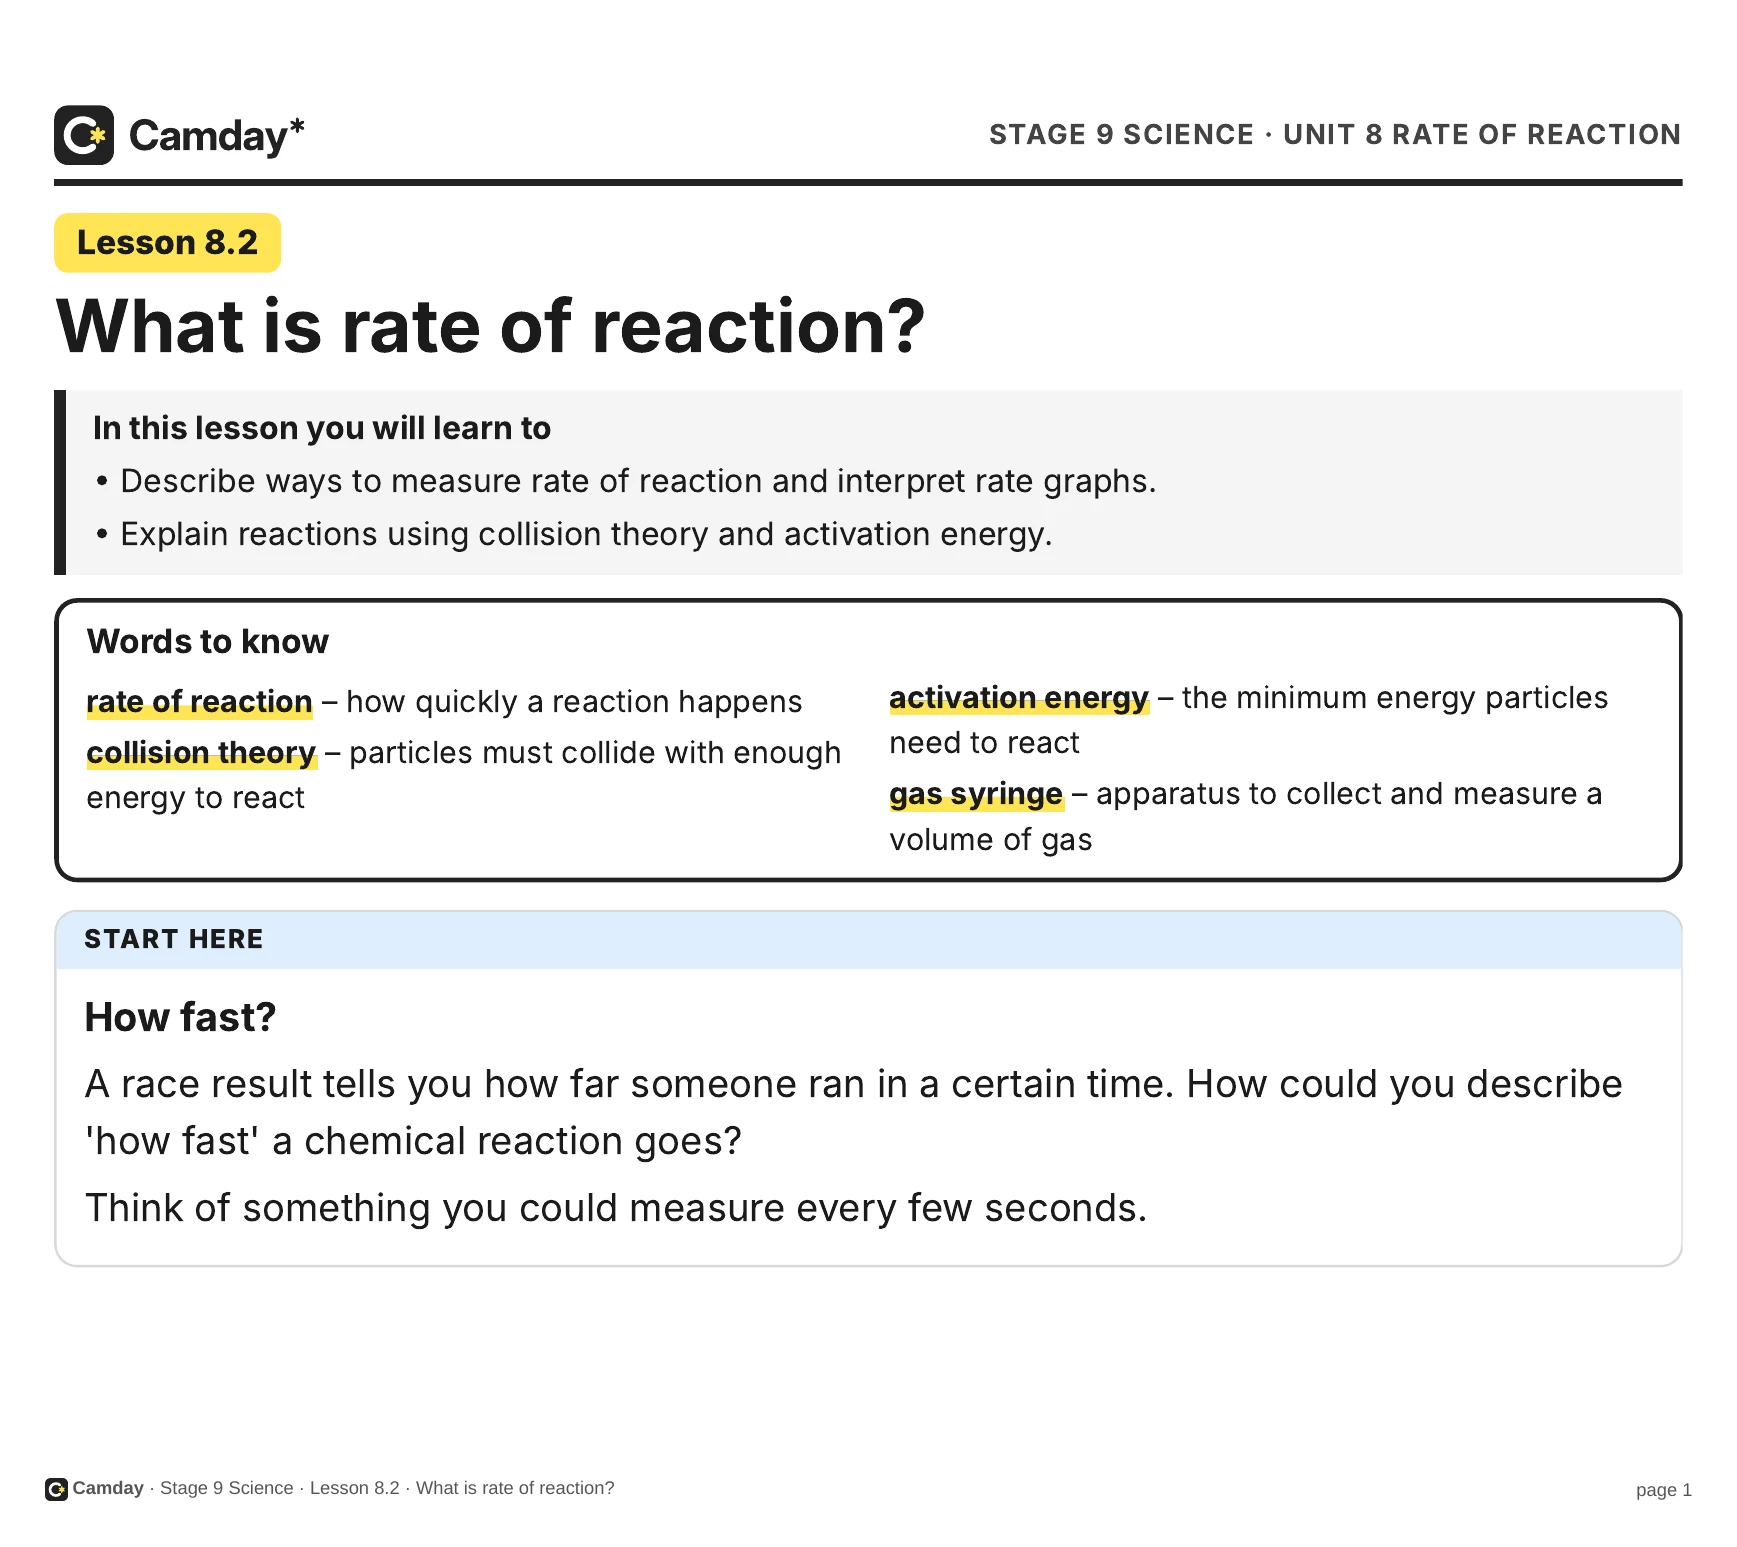 Camday*
STAGE 9 SCIENCE · UNIT 8 RATE OF REACTION
Lesson 8.2
What is rate of reaction?
In this lesson you will learn to
• Describe ways to measure rate of reaction and interpret rate graphs.
• Explain reactions using collision theory and activation energy.
Words to know
rate of reaction – how quickly a reaction happens
collision theory – particles must collide with enough
energy to react
activation energy – the minimum energy particles
need to react
gas syringe – apparatus to collect and measure a
volume of gas
START HERE
How fast?
A race result tells you how far someone ran in a certain time. How could you describe
'how fast' a chemical reaction goes?
Think of something you could measure every few seconds.
Camday · Stage 9 Science · Lesson 8.2 · What is rate of reaction?
page 1